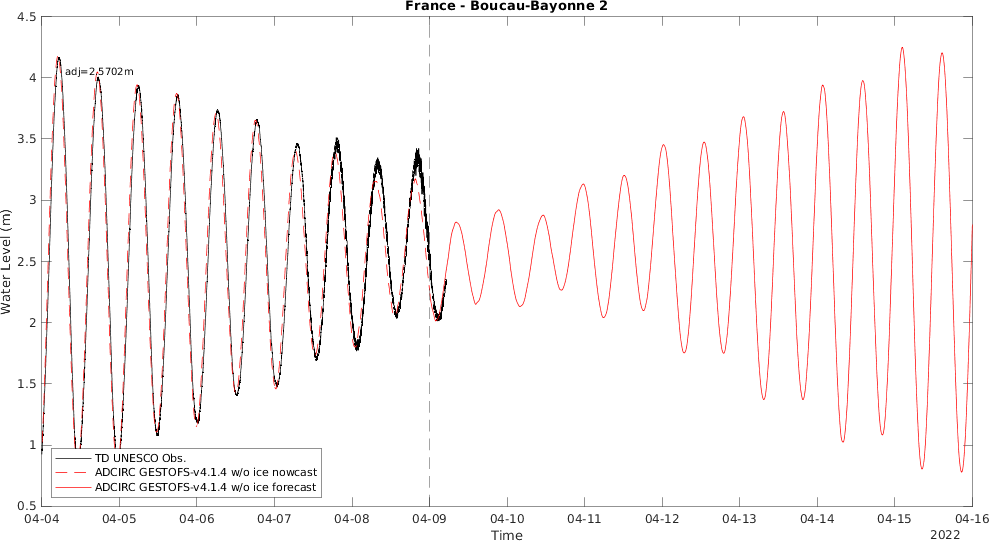 France - Boucau-Bayonne 2
4.5
4
3.5
3
2.5
2
1.5
1
0.5
Water Level (m)
adj=2.5702m
TD UNESCO Obs.
ADCIRC GESTOFS-v4.1.4 w/o ice nowcast
ADCIRC GESTOFS-v4.1.4 w/o ice forecast
04-04 04-05 04-06 04-07 04-08 04-09 04-10 04-11 04-12 04-13 04-14 04-15 04-16
Time
2022